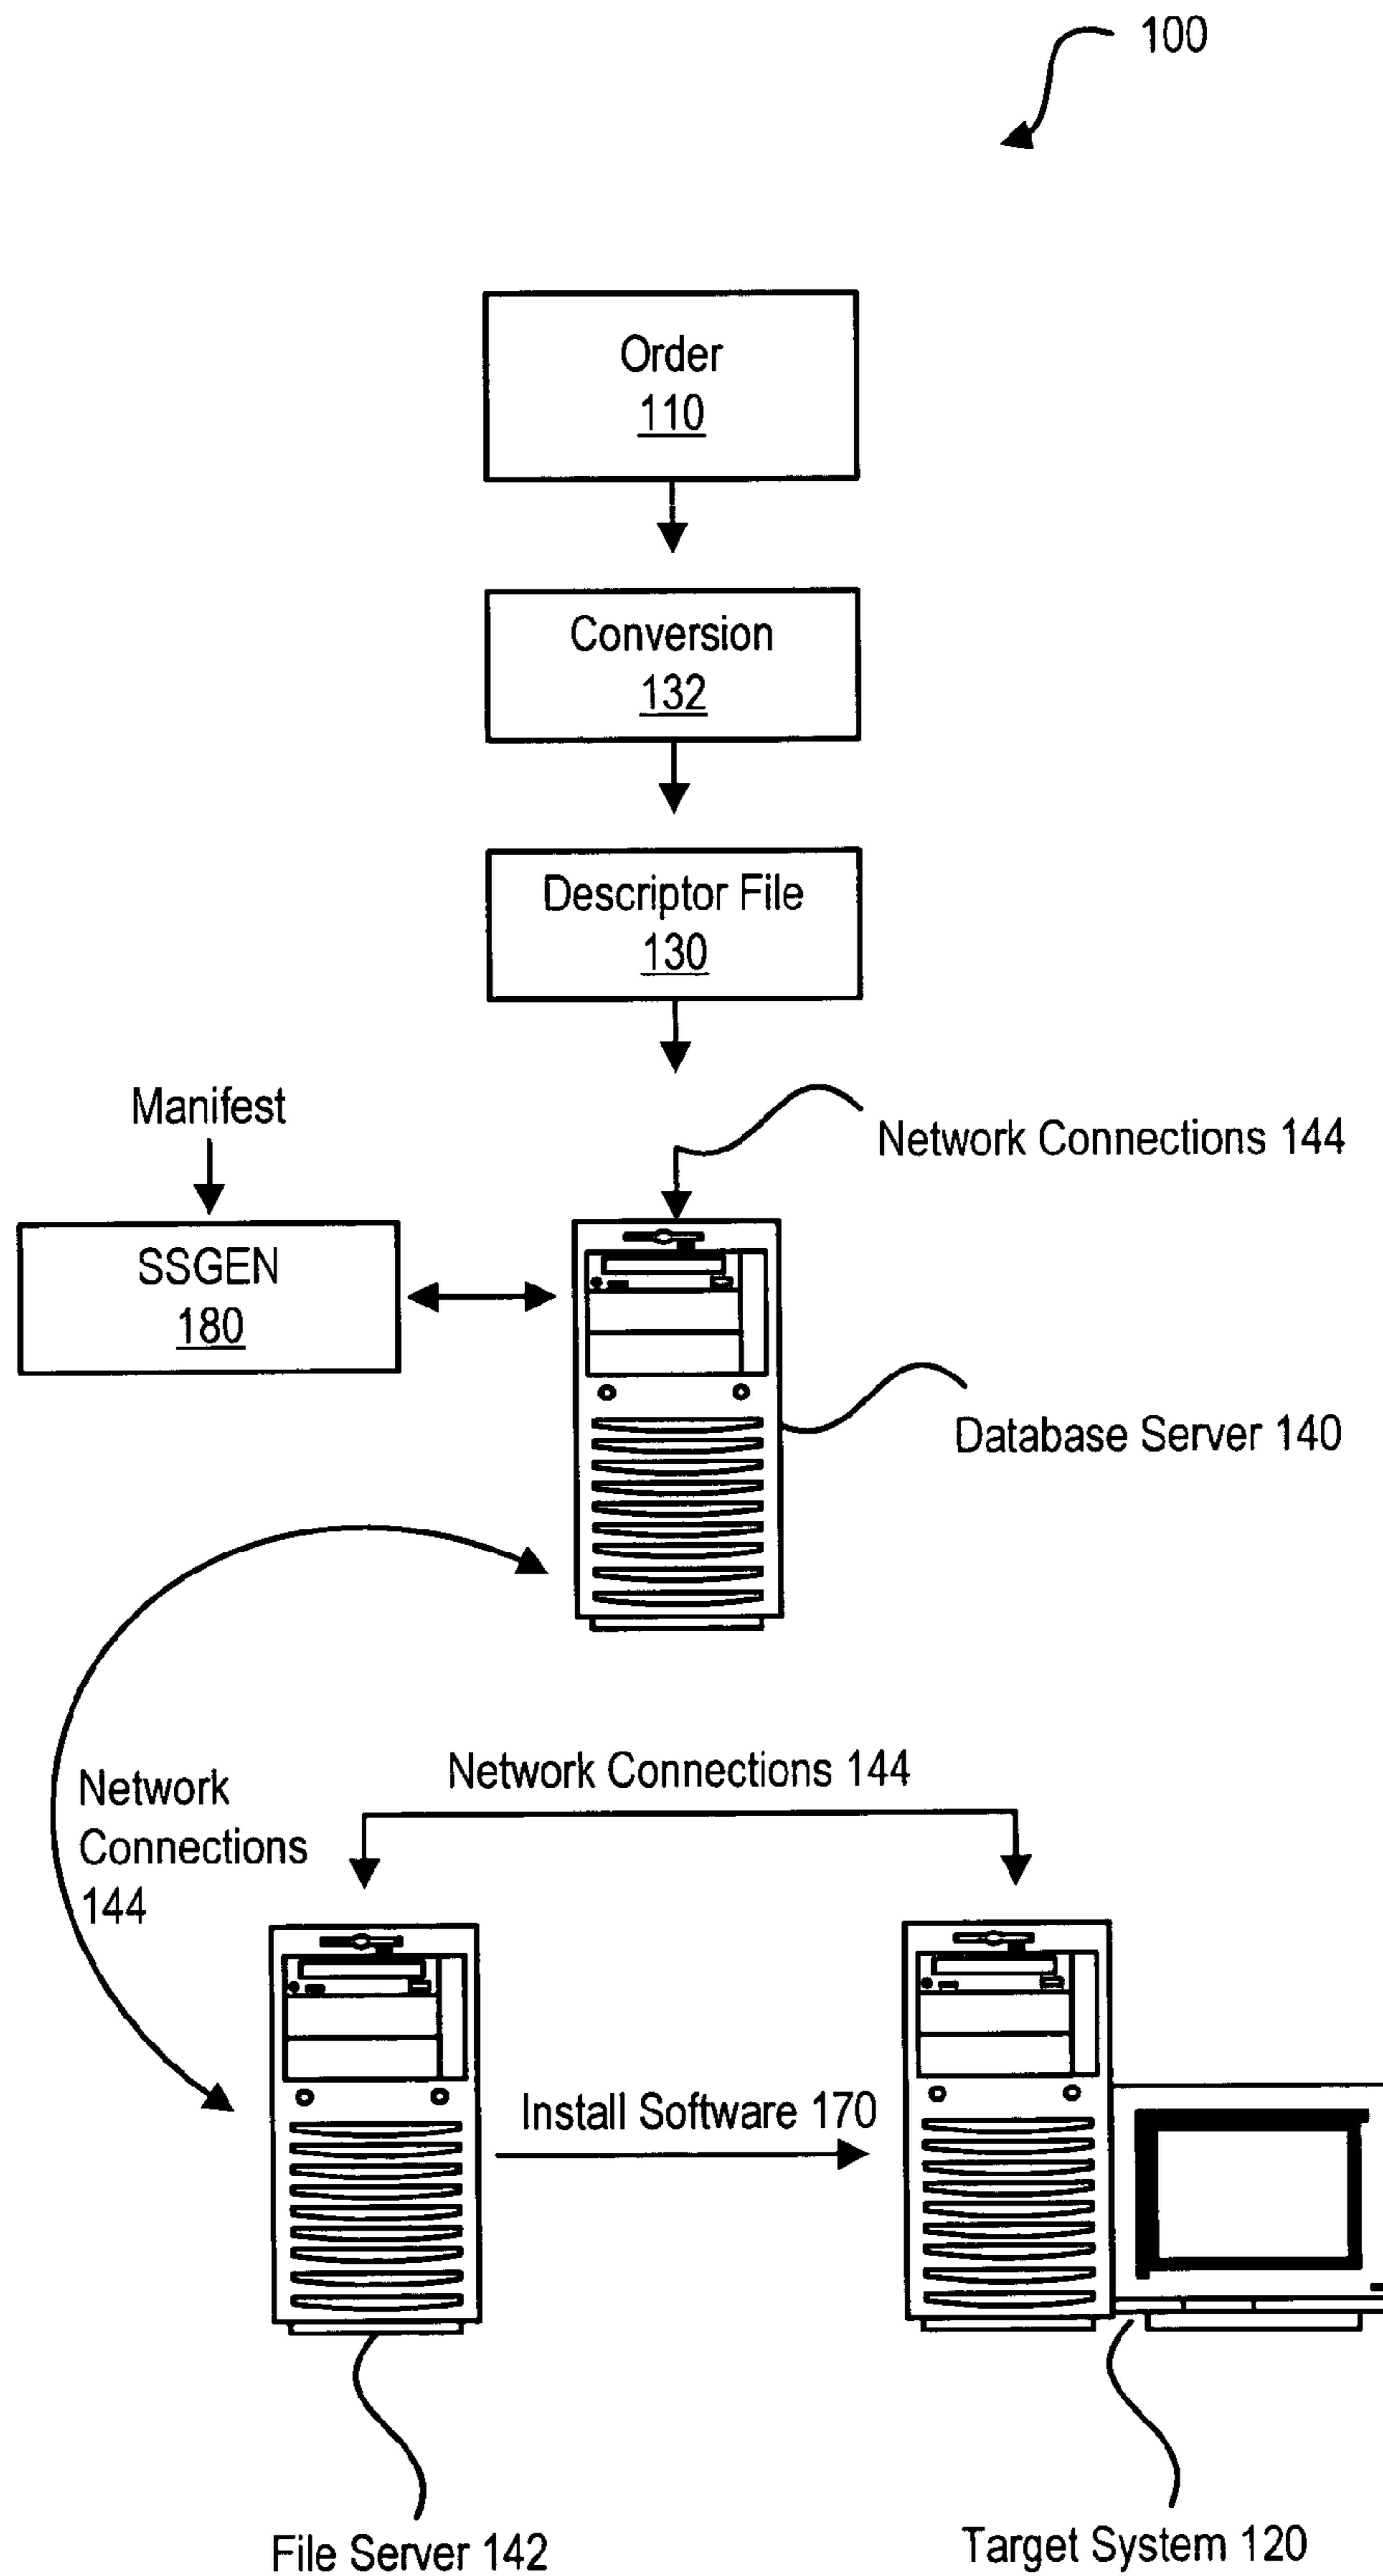 100
Order
110
Conversion
132
Descriptor File
130
Manifest
Network Connections 144
SSGEN
180
Database Server 140
Network Connections 144
Network
Connections
144
Install Software 170
File Server 142
Target System 120